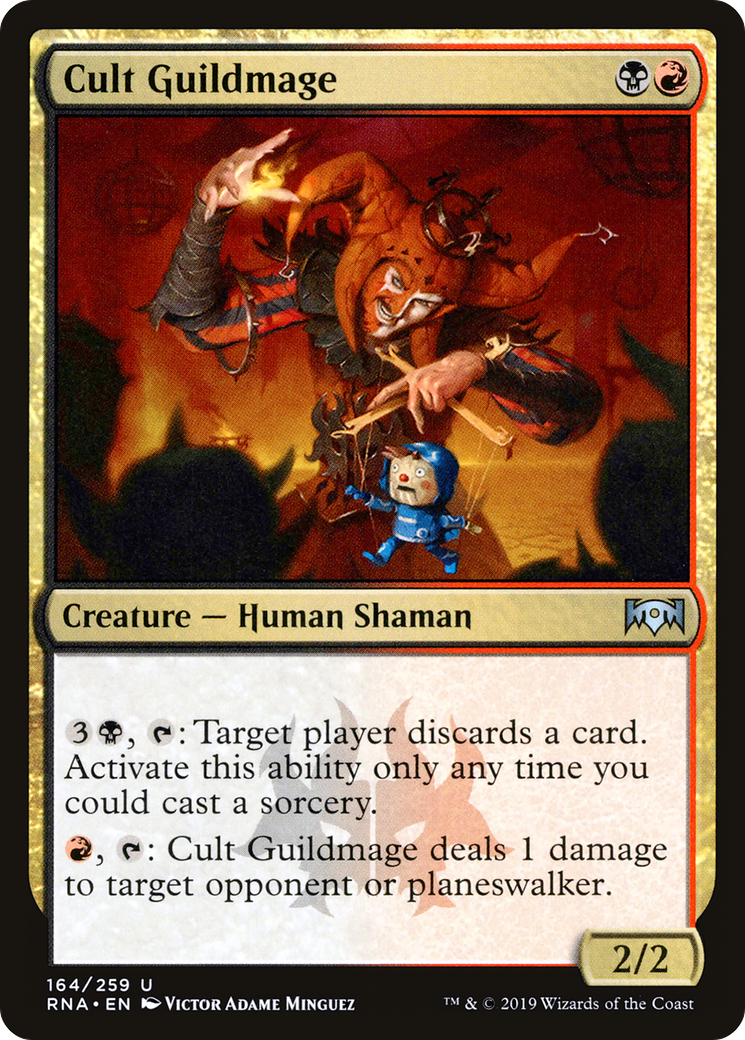 Cult Guildmage
Creature — Human Shaman
3, : Target player discards a card.
Activate this ability only any time you
could cast a sorcery.
, : Cult Guildmage deals 1 damage
to target opponent or planeswalker.
2/2
164/259 U
RNA • EN Victor Adame Minguez
™ & © 2019 Wizards of the Coast